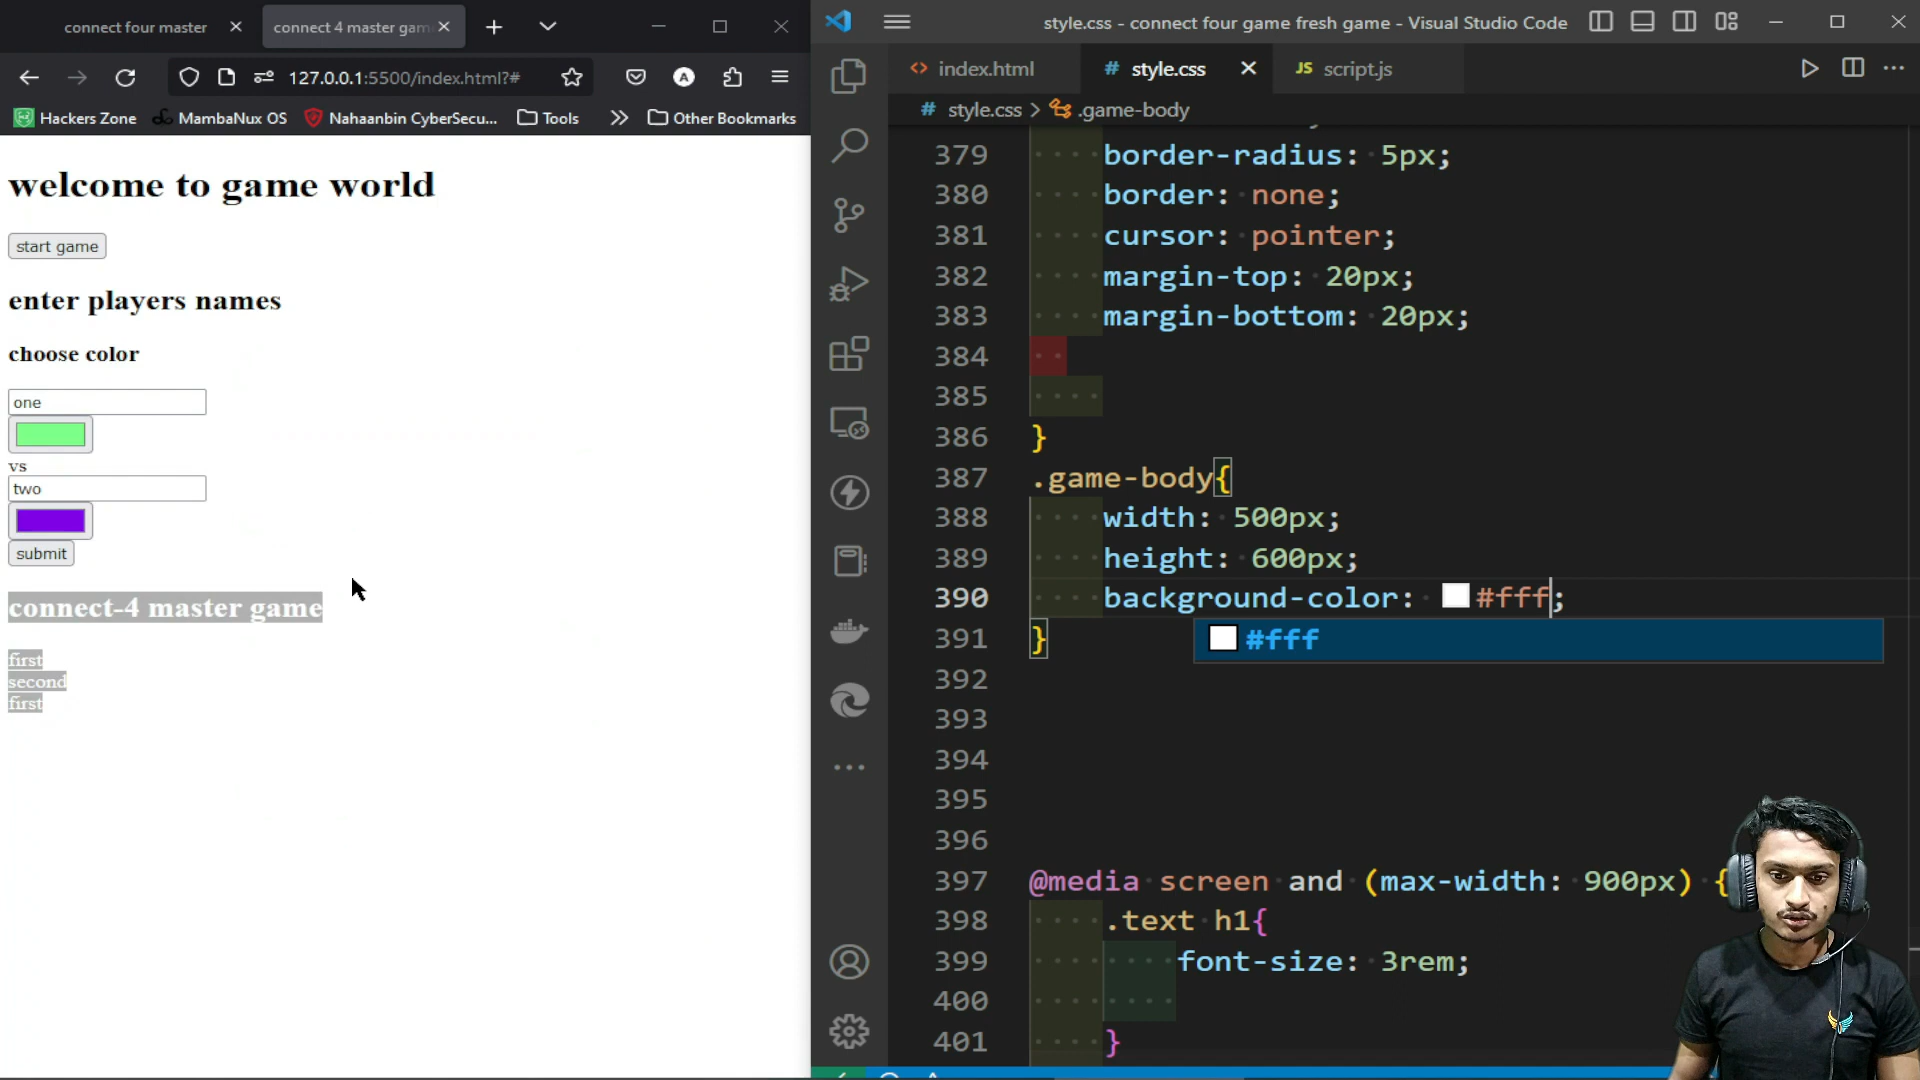 connect four master
connect 4 master gam
127.0.0.1:5500/index.html?#
A
Hackers Zone
MambaNux OS
Nahaanbin CyberSecu...
Tools
Other Bookmarks
welcome to game world
start game
enter players names
choose color
one
vs
two
submit
connect-4 master game
first
second
first
style.css - connect four game fresh game - Visual Studio Code
<> index.html
# style.css
JS script.js
# style.css > .game-body
379 border-radius: 5px;
380 border: none;
381 cursor: pointer;
382 margin-top: 20px;
383 margin-bottom: 20px;
384
385
386 }
387 .game-body{
388 width: 500px;
389 height: 600px;
390 background-color: #fff;
391 }
#fff
392
393
394
395
396
397 @media screen and (max-width: 900px) {
398 .text h1{
399 font-size: 3rem;
400
401 }